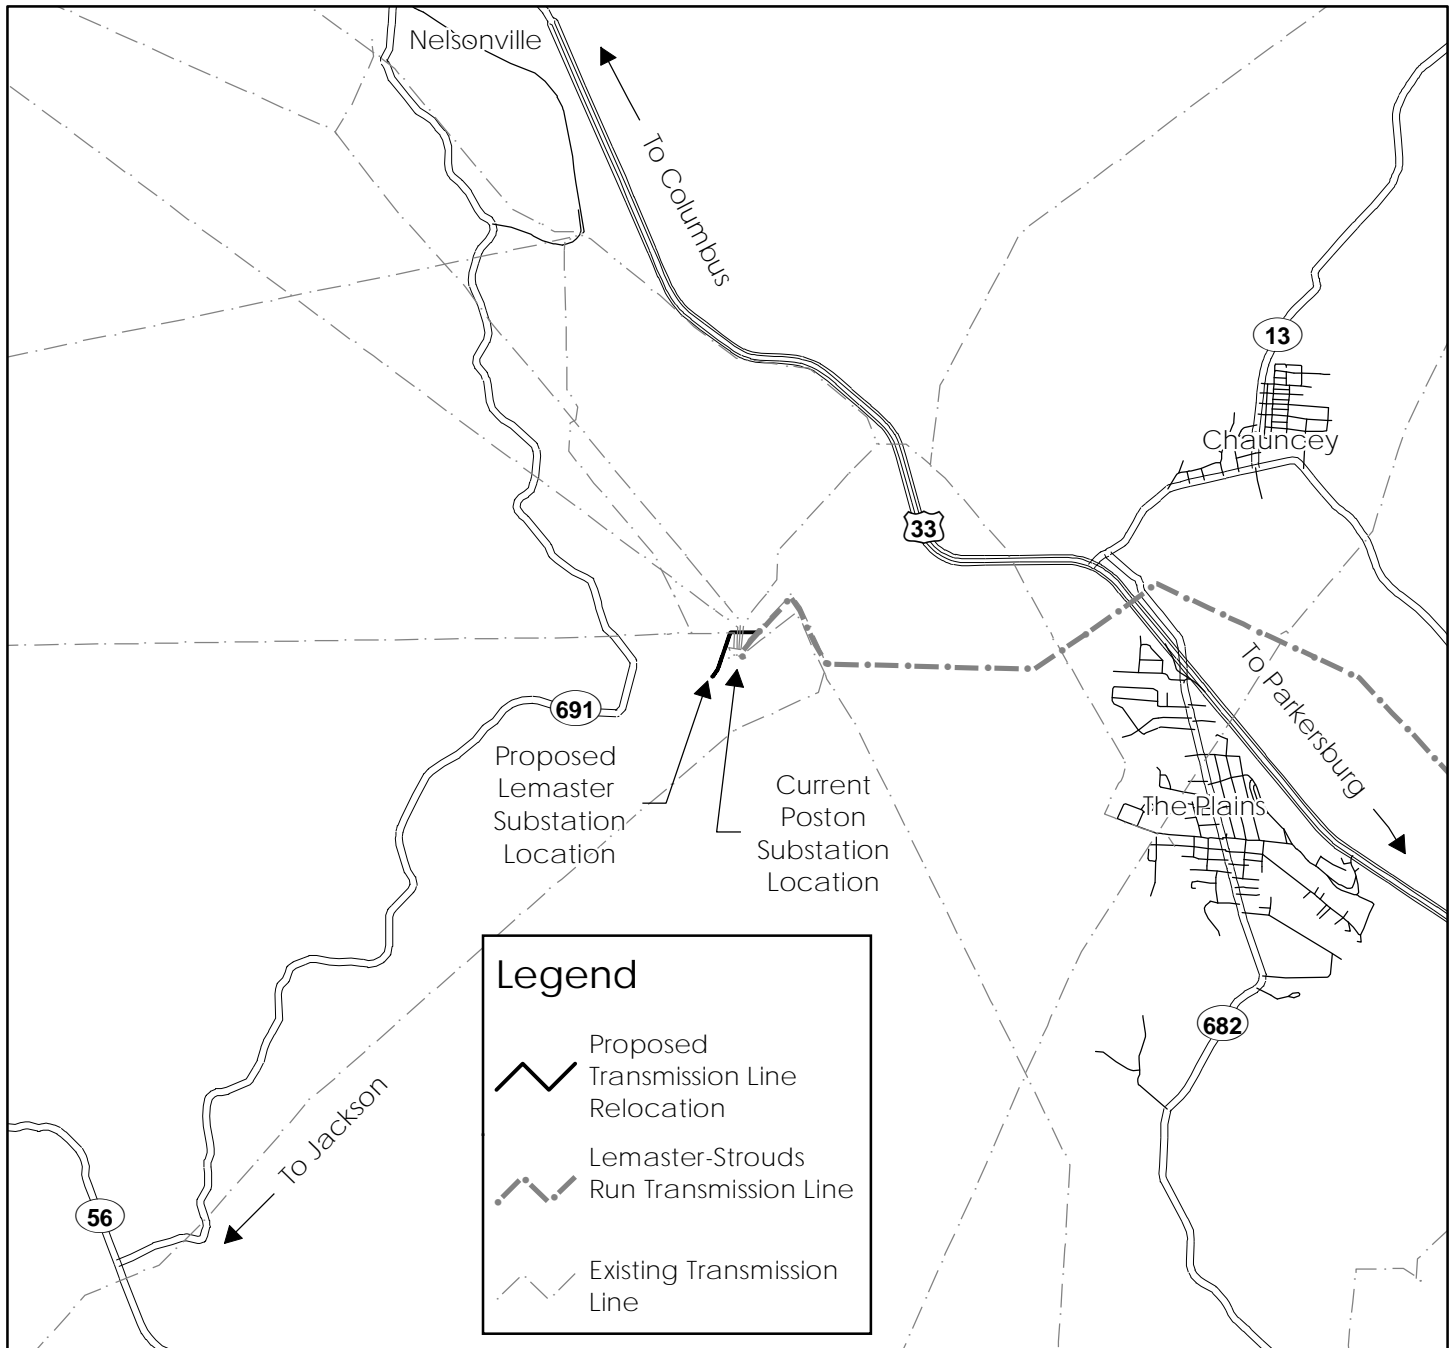 Nelsonville
To Columbus
13
Chauncey
33
To Parkersburg
691
Proposed
Lemaster
Substation
Location
Current
Poston
Substation
Location
The Plains
682
To Jackson
56
Legend
Proposed
Transmission Line
Relocation
Lemaster-Strouds
Run Transmission Line
Existing Transmission
Line